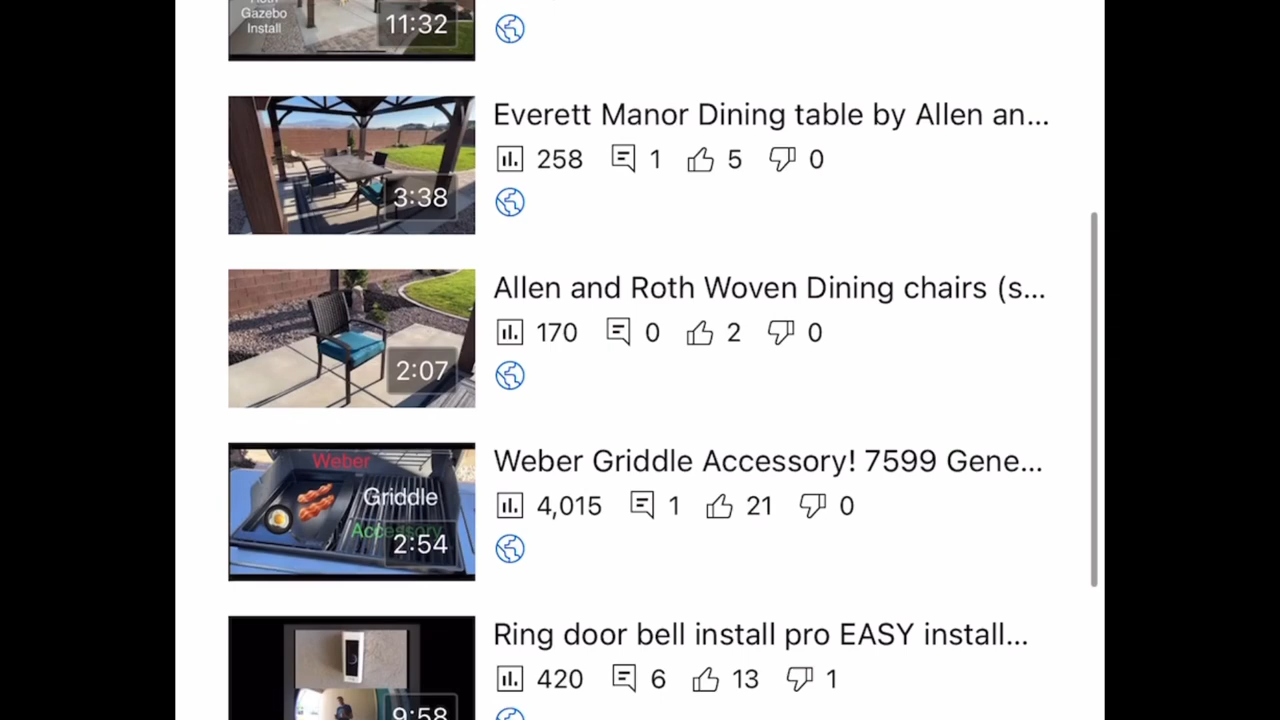 Gazebo
Install
11:32
Everett Manor Dining table by Allen an...
258 1 5 0
3:38
Allen and Roth Woven Dining chairs (s...
170 0 2 0
2:07
Weber Griddle Accessory! 7599 Gene...
4,015 1 21 0
Weber
Griddle
Accessory
2:54
Ring door bell install pro EASY install...
420 6 13 1
9:58